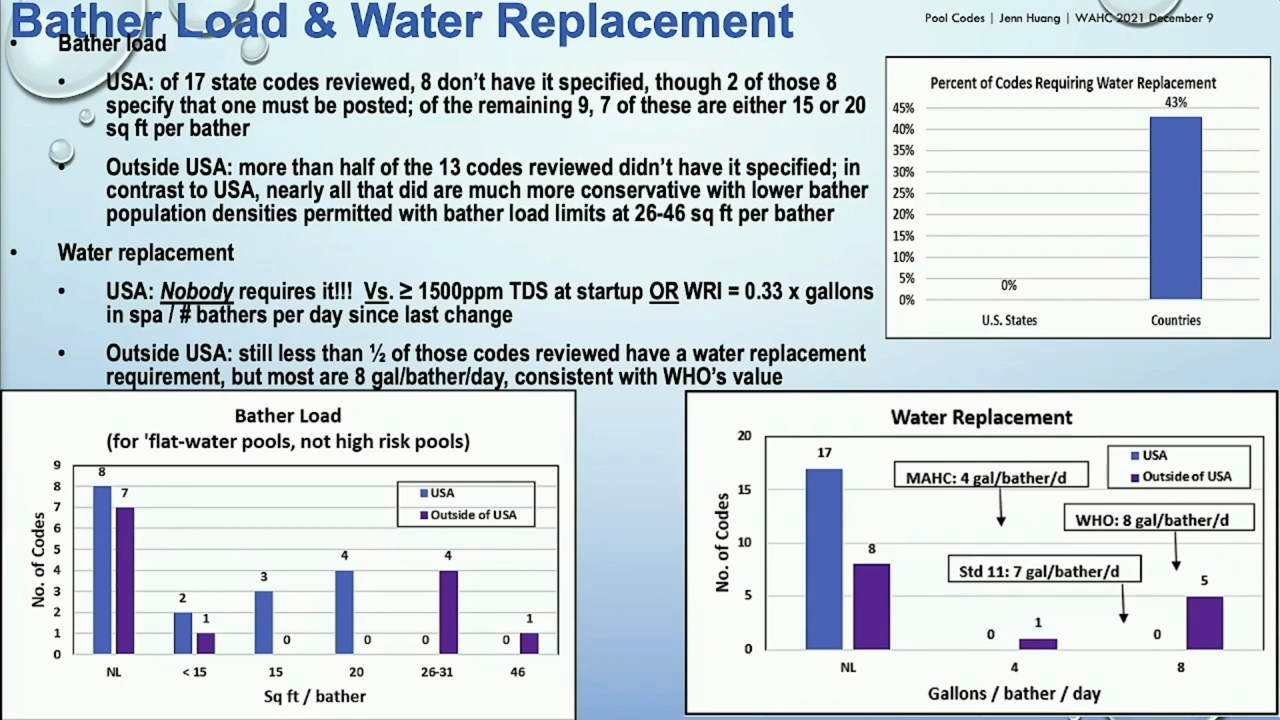 Bather Load & Water Replacement
Pool Codes | Jenn Huang | WAHC 2021 December 9
• Bather load
• USA: of 17 state codes reviewed, 8 don't have it specified, though 2 of those 8
specify that one must be posted; of the remaining 9, 7 of these are either 15 or 20
sq ft per bather
• Outside USA: more than half of the 13 codes reviewed didn't have it specified; in
contrast to USA, nearly all that did are much more conservative with lower bather
population densities permitted with bather load limits at 26-46 sq ft per bather
• Water replacement
• USA: Nobody requires it!!! Vs. ≥ 1500ppm TDS at startup OR WRI = 0.33 x gallons
in spa / # bathers per day since last change
• Outside USA: still less than ½ of those codes reviewed have a water replacement
requirement, but most are 8 gal/bather/day, consistent with WHO's value
Percent of Codes Requiring Water Replacement
45%
40%
35%
30%
25%
20%
15%
10%
5%
0%
43%
0%
U.S. States Countries
Bather Load
(for 'flat-water pools, not high risk pools)
No. of Codes
9
8
7
6
5
4
3
2
1
0
USA
Outside of USA
8 7 2 1 3 0 4 0 0 4 0 1
NL < 15 15 20 26-31 46
Sq ft / bather
Water Replacement
No. of Codes
20
15
10
5
0
USA
Outside of USA
MAHC: 4 gal/bather/d
WHO: 8 gal/bather/d
Std 11: 7 gal/bather/d
17 8 0 1 0 5
NL 4 8
Gallons / bather / day